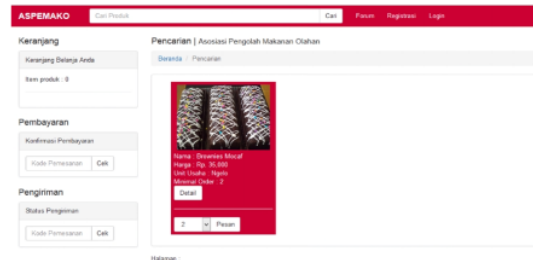 ASPEMAKO Cari Produk Cari Forum Registrasi Login
Keranjang
Keranjang Belanja Anda
Item produk : 0
Pembayaran
Konfirmasi Pembayaran
Kode Pemesanan Cek
Pengiriman
Status Pengiriman
Kode Pemesanan Cek
Pencarian | Asosiasi Pengolah Makanan Olahan
Beranda / Pencarian
Nama : Brownies Mocaf
Harga : Rp. 35,000
Unit Usaha : Ngelo
Minimal Order : 2
Detail
2 Pesan
Halaman :